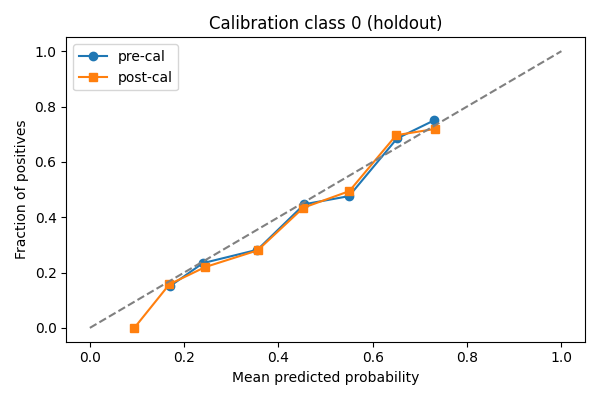 Calibration class 0 (holdout)
pre-cal
post-cal
Fraction of positives
1.0
0.8
0.6
0.4
0.2
0.0
0.0 0.2 0.4 0.6 0.8 1.0
Mean predicted probability